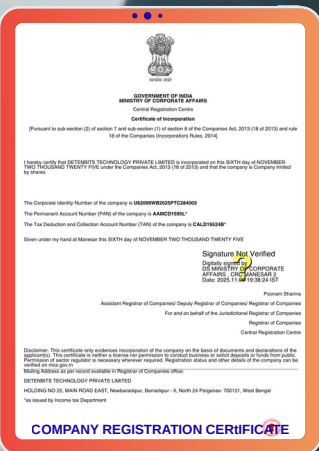 सत्यमेव जयते
GOVERNMENT OF INDIA
MINISTRY OF CORPORATE AFFAIRS
Central Registration Centre
Certificate of Incorporation
[Pursuant to sub-section (2) of section 7 and sub-section (1) of section 8 of the Companies Act, 2013 (18 of 2013) and rule
18 of the Companies (Incorporation) Rules, 2014]
I hereby certify that DETENBITS TECHNOLOGY PRIVATE LIMITED is incorporated on this SIXTH day of NOVEMBER
TWO THOUSAND TWENTY FIVE under the Companies Act, 2013 (18 of 2013) and that the company is Company limited
by shares
The Corporate Identity Number of the company is U62099WB2025PTC284003
The Permanent Account Number (PAN) of the company is AAMCD1595L*
The Tax Deduction and Collection Account Number (TAN) of the company is CALD19524B*
Given under my hand at Manesar this SIXTH day of NOVEMBER TWO THOUSAND TWENTY FIVE
Signature Not Verified
Digitally signed by
DS MINISTRY OF CORPORATE
AFFAIRS , CRC MANESAR 2
Date: 2025.11.06 19:38:24 IST
Poonam Sharma
Assistant Registrar of Companies/ Deputy Registrar of Companies/ Registrar of Companies
For and on behalf of the Jurisdictional Registrar of Companies
Registrar of Companies
Central Registration Centre
Disclaimer: This certificate only evidences incorporation of the company on the basis of documents and declarations of the
applicant(s). This certificate is neither a license nor permission to conduct business or solicit deposits or funds from public.
Permission of sector regulator is necessary wherever required. Registration status and other details of the company can be
verified on mca.gov.in
Mailing Address as per record available in Registrar of Companies office:
DETENBITS TECHNOLOGY PRIVATE LIMITED
HOLDING NO 25, MAIN ROAD EAST, Newbarackpur, Barrackpur - II, North 24 Parganas- 700131, West Bengal
*as issued by Income tax Department
COMPANY REGISTRATION CERtIFICATE